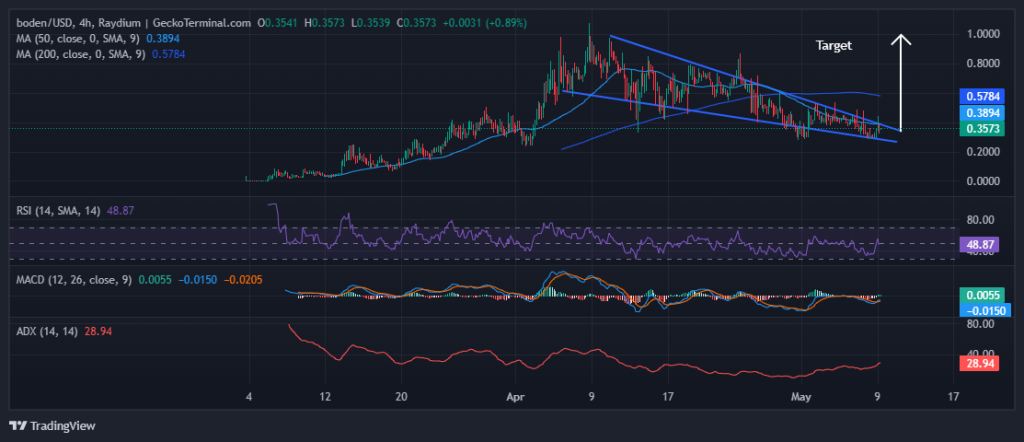 boden/USD, 4h, Raydium | GeckoTerminal.com O0.3541 H0.3573 L0.3539 C0.3573 +0.0031 (+0.89%)
MA (50, close, 0, SMA, 9) 0.3894
MA (200, close, 0, SMA, 9) 0.5784
Target
1.0000
0.8000
0.5784
0.3894
0.3573
0.2000
0.0000
RSI (14, SMA, 14) 48.87
80.00
48.87
MACD (12, 26, close, 9) 0.0055 −0.0150 −0.0205
0.0055
−0.0150
ADX (14, 14) 28.94
80.00
40.00
28.94
4 12 20 Apr 9 17 May 9 17
TradingView